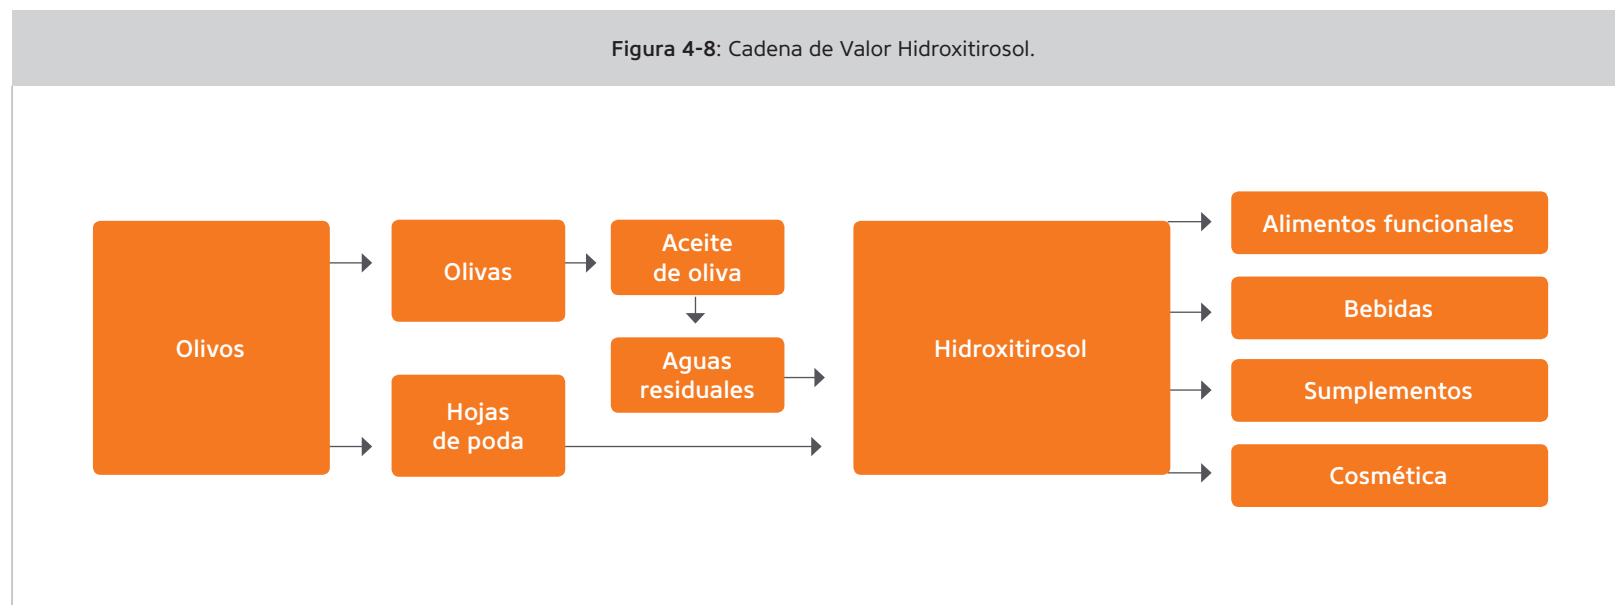 Figura 4-8: Cadena de Valor Hidroxitirosol.
Olivos
Olivas
Hojas
de poda
Aceite
de oliva
Aguas
residuales
Hidroxitirosol
Alimentos funcionales
Bebidas
Sumplementos
Cosmética